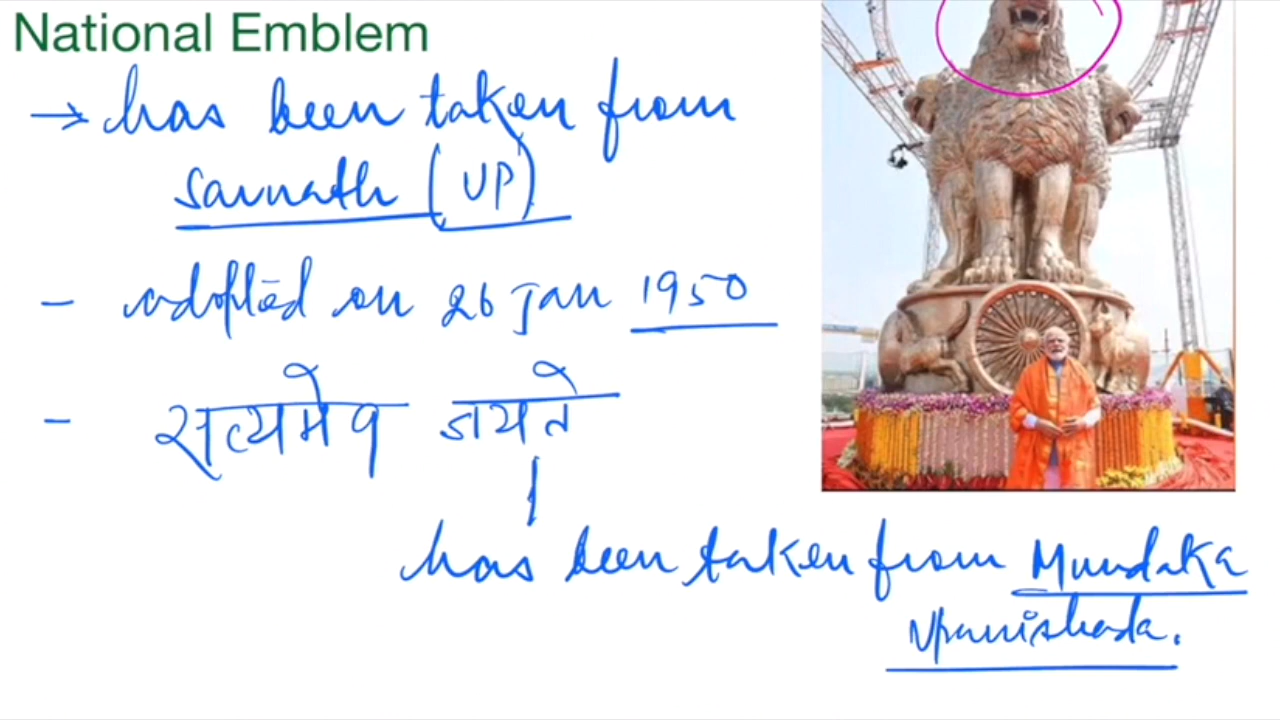 National Emblem
→ has been taken from
Sarnath (UP)
- adopted on 26 Jan 1950
- सत्यमेव जयते
has been taken from Mundaka
Upanishada.